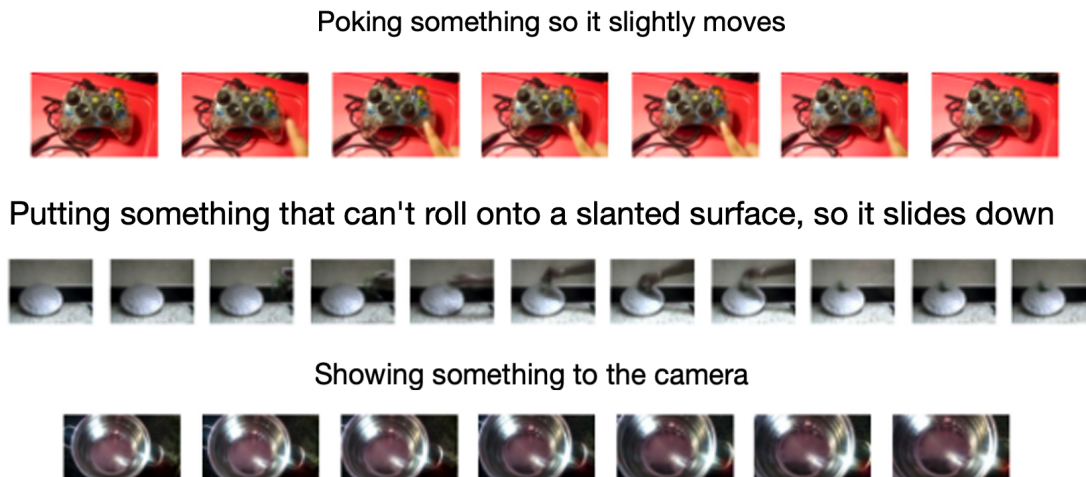 Poking something so it slightly moves
Putting something that can't roll onto a slanted surface, so it slides down
Showing something to the camera